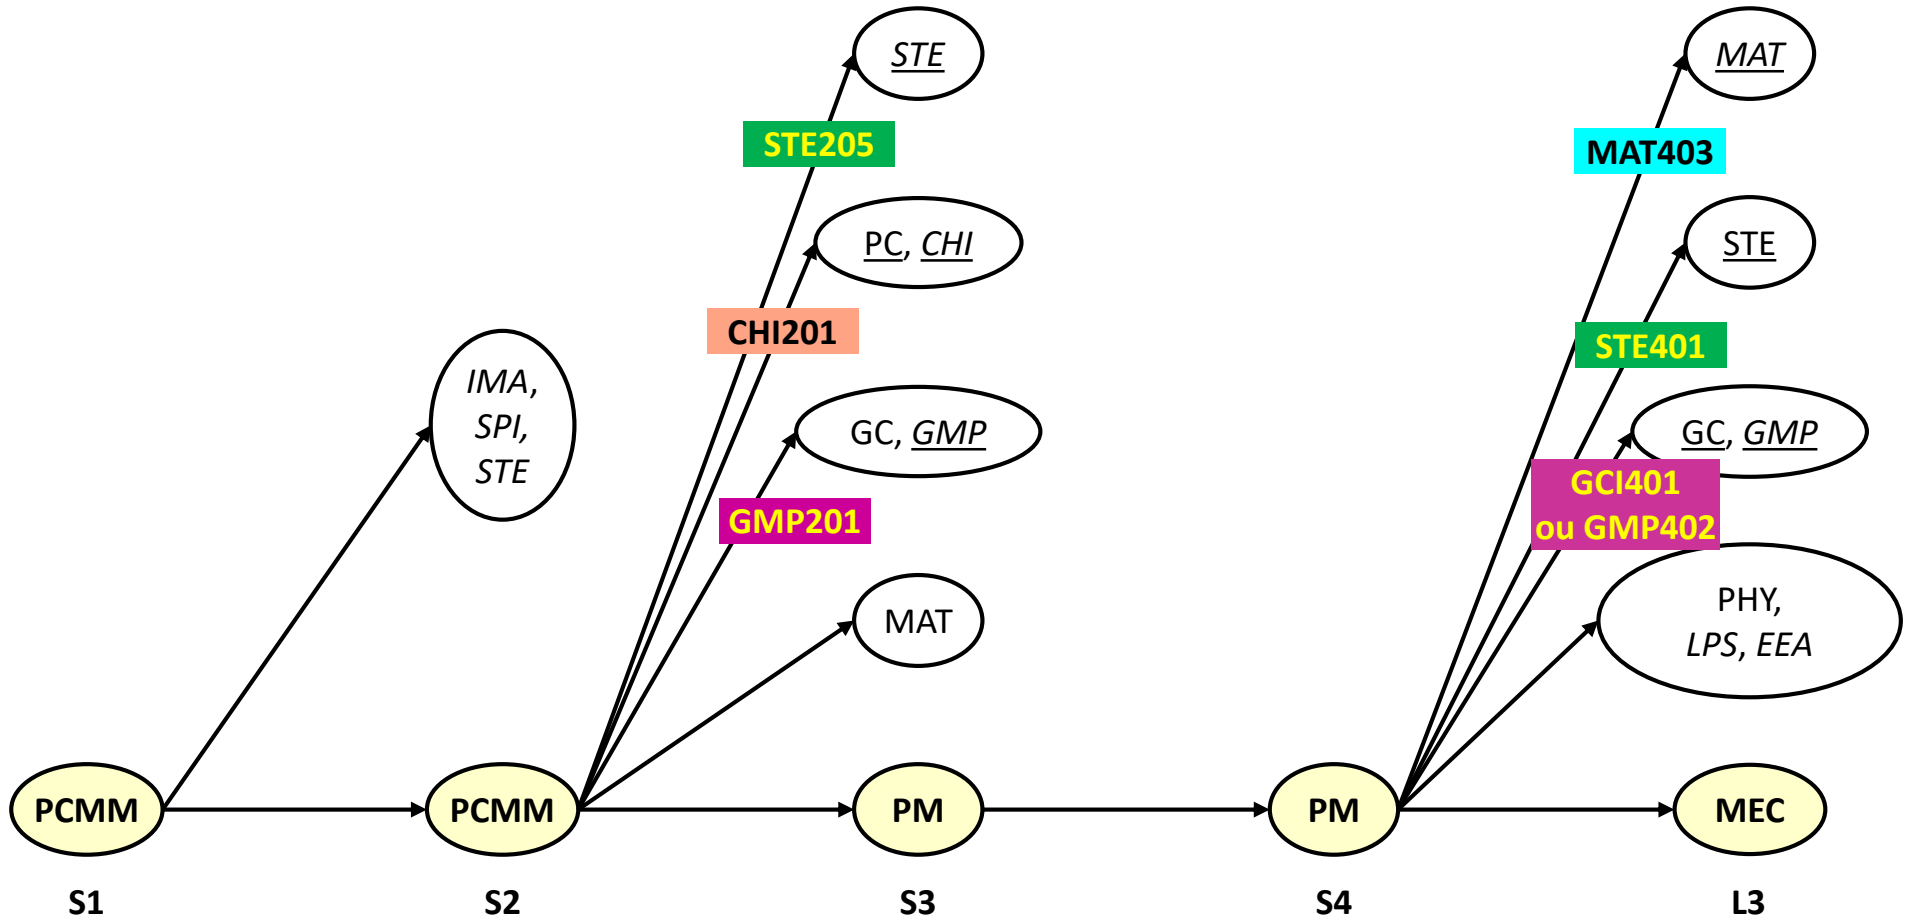 STE
MAT
STE205
MAT403
PC, CHI
STE
CHI201
STE401
IMA,
SPI,
STE
GC, GMP
GC, GMP
GMP201
GCI401
ou GMP402
MAT
PHY,
LPS, EEA
PCMM
PCMM
PM
PM
MEC
S1
S2
S3
S4
L3